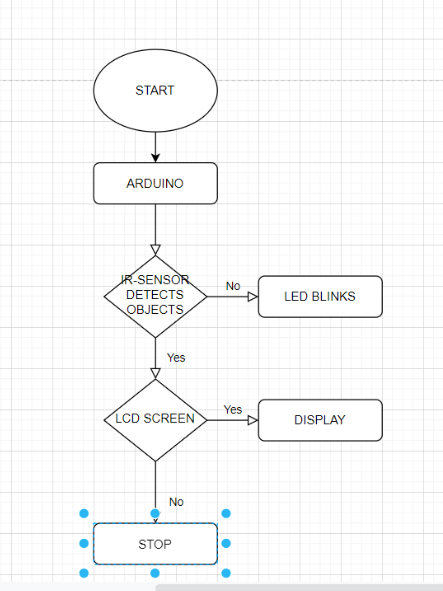 START
ARDUINO
IR-SENSOR
DETECTS
OBJECTS
No
LED BLINKS
Yes
LCD SCREEN
Yes
DISPLAY
No
STOP